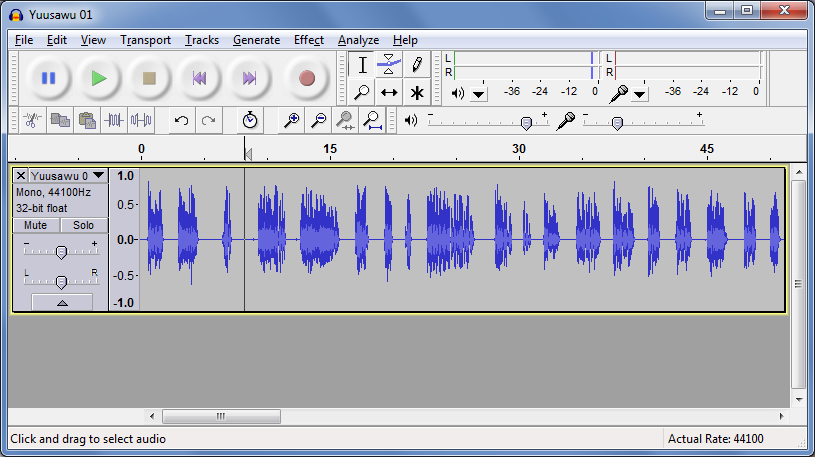 Yuusawu 01
File Edit View Transport Tracks Generate Effect Analyze Help
L
R
-36 -24 -12 0
L
R
-36 -24 -12 0
- +
- +
0 15 30 45
Yuusawu 0
Mono, 44100Hz
32-bit float
Mute Solo
- +
L R
1.0
0.5-
0.0-
-0.5-
-1.0
Click and drag to select audio
Actual Rate: 44100